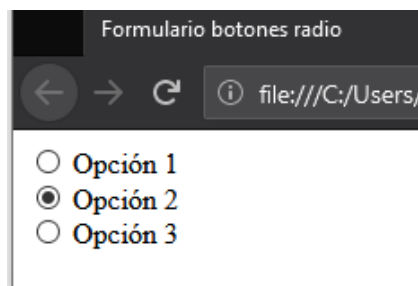 Formulario botones radio
file:///C:/Users/
Opción 1
Opción 2
Opción 3